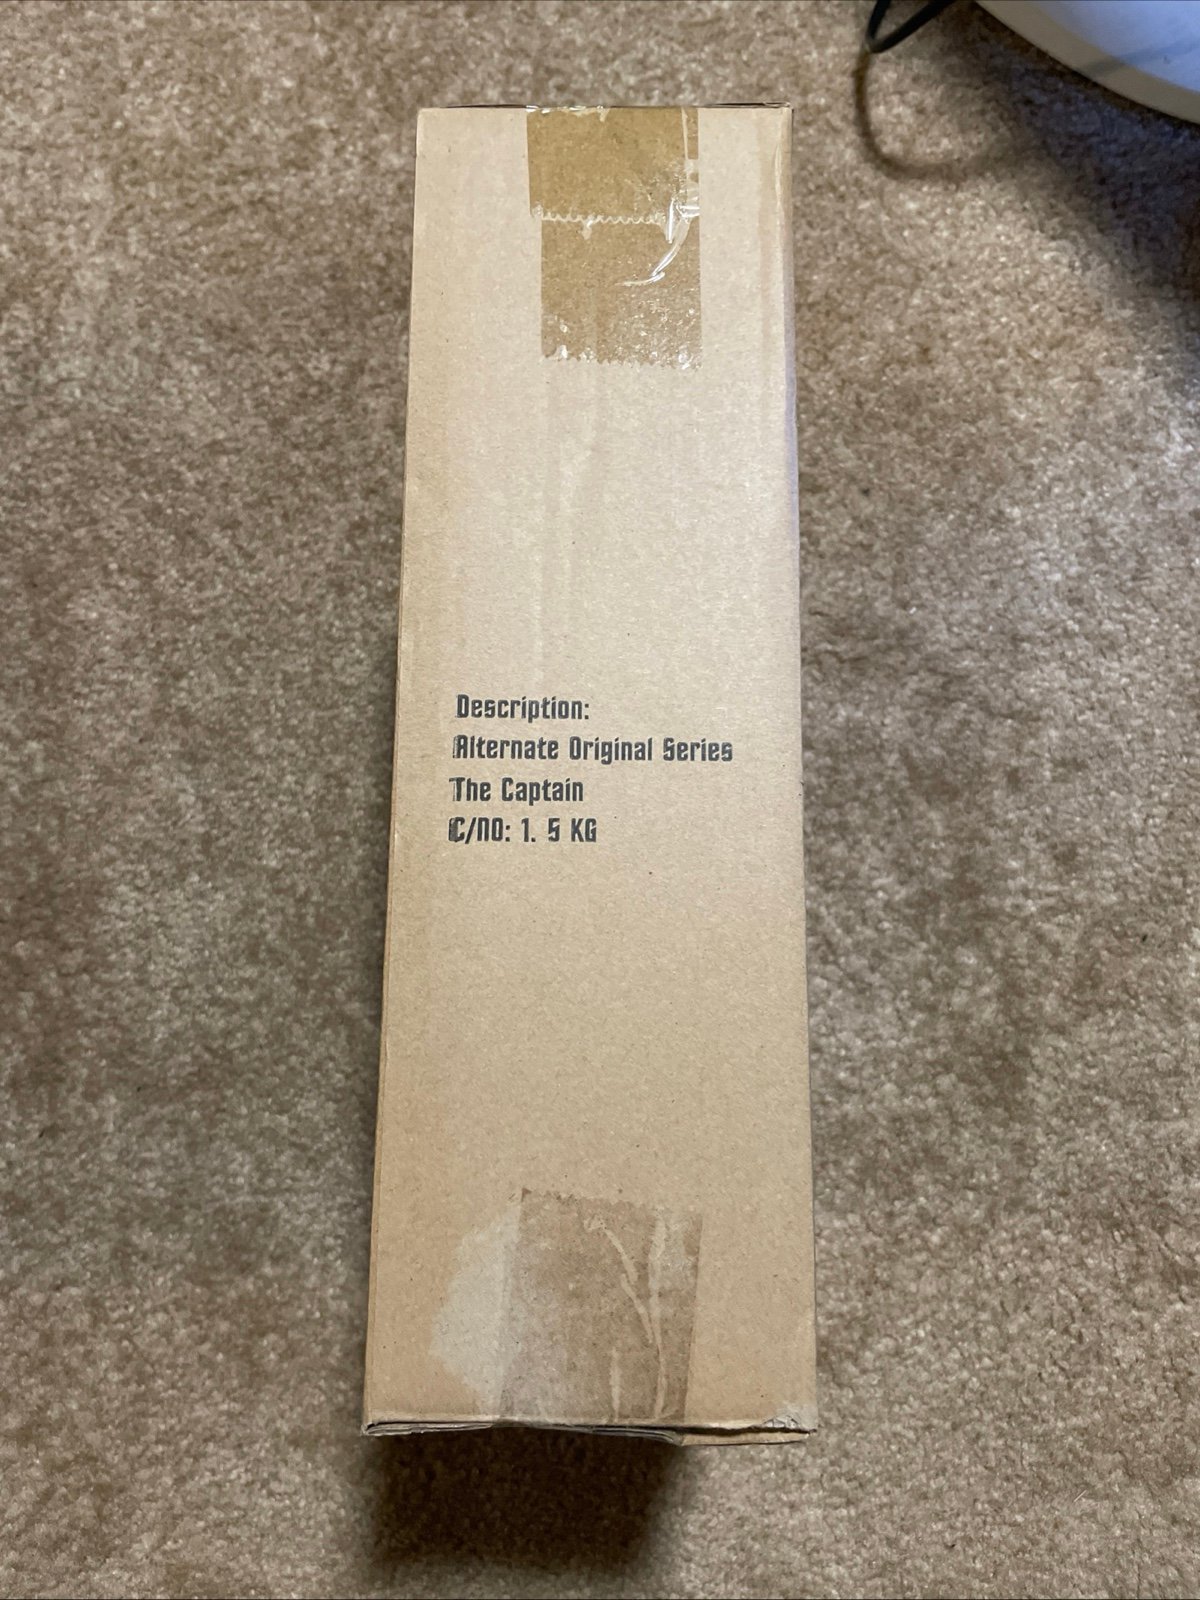 Description:
Alternate Original Series
The Captain
C/NO: 1. 5 KG